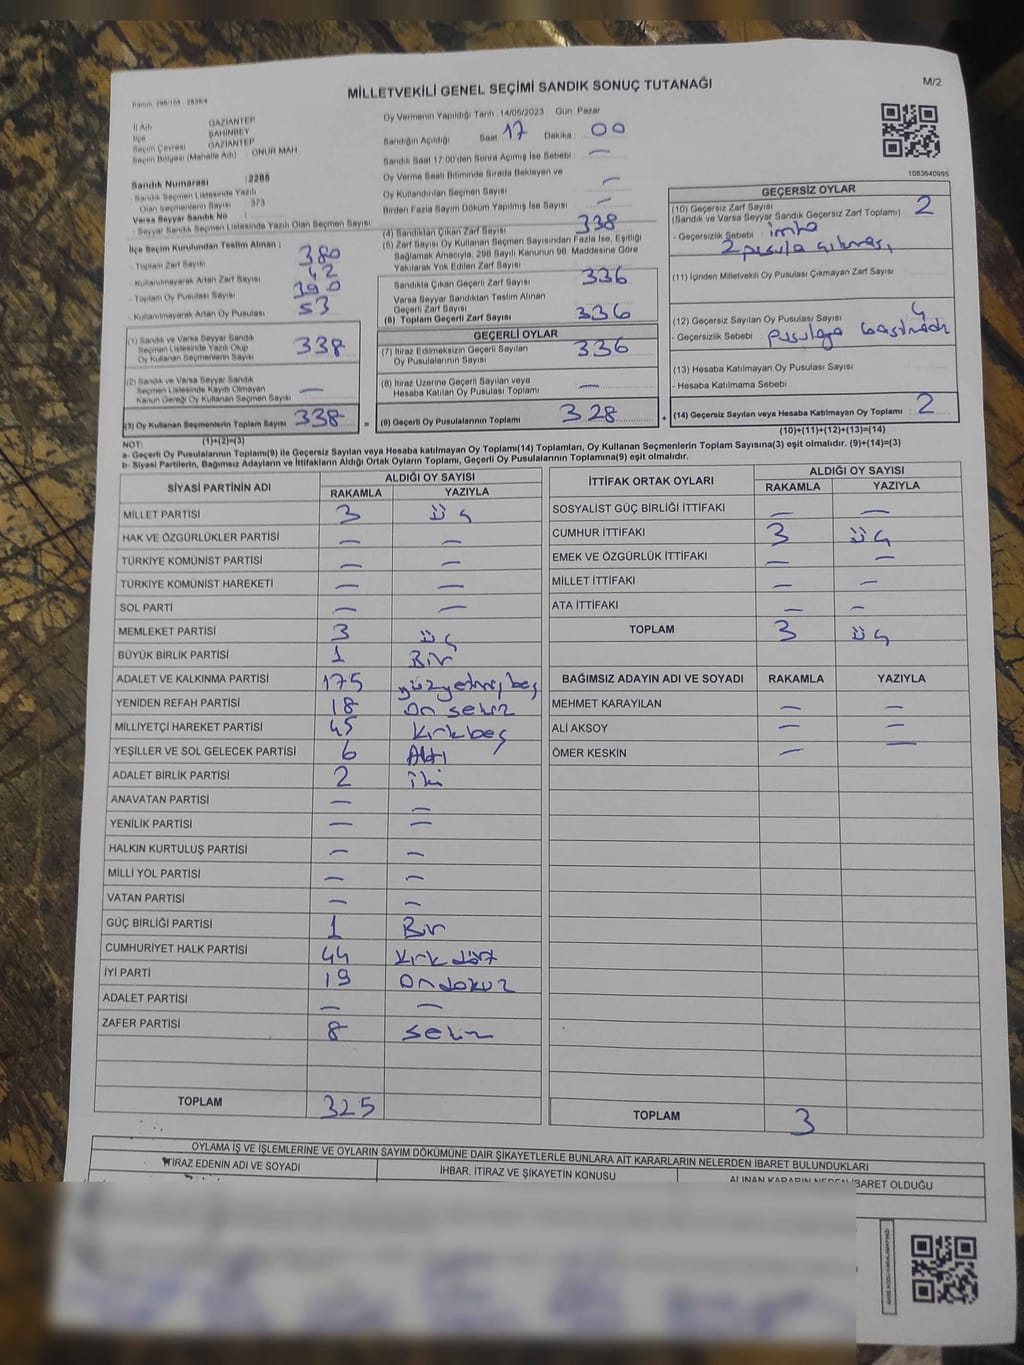 MİLLETVEKİLİ GENEL SEÇİMİ SANDIK SONUÇ TUTANAĞI
M/2
İl Adı : GAZİANTEP
İlçe : ŞAHİNBEY
Seçim Çevresi : GAZİANTEP
Seçim Bölgesi (Mahalle Adı) : ONUR MAH.
Sandık Numarası : 2285
- Sandık Seçmen Listesinde Yazılı
Olan Seçmenlerin Sayısı : 373
Varsa Seyyar Sandık No :
- Seyyar Sandık Seçmen Listesinde Yazılı Olan Seçmen Sayısı:
İlçe Seçim Kurulundan Teslim Alınan :
- Toplam Zarf Sayısı 380
- Kullanılmayarak Artan Zarf Sayısı 42
- Toplam Oy Pusulası Sayısı 390
- Kullanılmayarak Artan Oy Pusulası 53
(1) Sandık ve Varsa Seyyar Sandık
Seçmen Listesinde Yazılı Olup
Oy Kullanan Seçmenlerin Sayısı 338
(2) Sandık ve Varsa Seyyar Sandık
Seçmen Listesinde Kayıtlı Olmayan
Kanun Gereği Oy Kullanan Seçmen Sayısı —
(3) Oy Kullanan Seçmenlerin Toplam Sayısı 338 =
(1)+(2)=(3)
Oy Vermenin Yapıldığı Tarih : 14/05/2023 Gün: Pazar
Sandığın Açıldığı Saat : 17 Dakika : 00
Sandık Saat 17:00'den Sonra Açılmış İse Sebebi : —
Oy Verme Saati Bitiminde Sırada Bekleyen ve
Oy Kullandırılan Seçmen Sayısı —
Birden Fazla Sayım Döküm Yapılmış İse Sayısı : —
(4) Sandıktan Çıkan Zarf Sayısı 338
(5) Zarf Sayısı Oy Kullanan Seçmen Sayısından Fazla İse, Eşitliği
Sağlamak Amacıyla, 298 Sayılı Kanunun 98. Maddesine Göre
Yakılarak Yok Edilen Zarf Sayısı
Sandıkta Çıkan Geçerli Zarf Sayısı 336
Varsa Seyyar Sandıktan Teslim Alınan
Geçerli Zarf Sayısı
(6) Toplam Geçerli Zarf Sayısı 336
GEÇERLİ OYLAR
(7) İtiraz Edilmeksizin Geçerli Sayılan
Oy Pusulalarının Sayısı 336
(8) İtiraz Üzerine Geçerli Sayılan veya
Hesaba Katılan Oy Pusulası Toplamı —
(9) Geçerli Oy Pusulalarının Toplamı 328 +
1083640995
GEÇERSİZ OYLAR
(10) Geçersiz Zarf Sayısı 2
(Sandık ve Varsa Seyyar Sandık Geçersiz Zarf Toplamı)
- Geçersizlik Sebebi : imha
2 pusula çıkması
(11) İçinden Milletvekili Oy Pusulası Çıkmayan Zarf Sayısı
(12) Geçersiz Sayılan Oy Pusulası Sayısı 4
- Geçersizlik Sebebi pusulaya
(13) Hesaba Katılmayan Oy Pusulası Sayısı
- Hesaba Katılmama Sebebi
(14) Geçersiz Sayılan veya Hesaba Katılmayan Oy Toplamı : 2
(10)+(11)+(12)+(13)=(14)
NOT:
a- Geçerli Oy Pusulalarının Toplamı(9) ile Geçersiz Sayılan veya Hesaba katılmayan Oy Toplamı(14) Toplamları, Oy Kullanan Seçmenlerin Toplam Sayısına(3) eşit olmalıdır. (9)+(14)=(3)
b- Siyasi Partilerin, Bağımsız Adayların ve İttifakların Aldığı Ortak Oyların Toplamı, Geçerli Oy Pusulalarının Toplamına(9) eşit olmalıdır.
SİYASİ PARTİNİN ADI ALDIĞI OY SAYISI
RAKAMLA YAZIYLA
MİLLET PARTİSİ 3 üç
HAK VE ÖZGÜRLÜKLER PARTİSİ — —
TÜRKİYE KOMÜNİST PARTİSİ — —
TÜRKİYE KOMÜNİST HAREKETİ — —
SOL PARTİ — —
MEMLEKET PARTİSİ 3 üç
BÜYÜK BİRLİK PARTİSİ 1 Bir
ADALET VE KALKINMA PARTİSİ 175 yüzyetmişbeş
YENİDEN REFAH PARTİSİ 18 On sekiz
MİLLİYETÇİ HAREKET PARTİSİ 45 Kırkbeş
YEŞİLLER VE SOL GELECEK PARTİSİ 6 Altı
ADALET BİRLİK PARTİSİ 2 iki
ANAVATAN PARTİSİ — —
YENİLİK PARTİSİ — —
HALKIN KURTULUŞ PARTİSİ — —
MİLLİ YOL PARTİSİ — —
VATAN PARTİSİ — —
GÜÇ BİRLİĞİ PARTİSİ 1 Bir
CUMHURİYET HALK PARTİSİ 44 Kırk dört
İYİ PARTİ 19 Ondokuz
ADALET PARTİSİ — —
ZAFER PARTİSİ 8 Sekiz
TOPLAM 325
İTTİFAK ORTAK OYLARI ALDIĞI OY SAYISI
RAKAMLA YAZIYLA
SOSYALİST GÜÇ BİRLİĞİ İTTİFAKI — —
CUMHUR İTTİFAKI 3 üç
EMEK VE ÖZGÜRLÜK İTTİFAKI — —
MİLLET İTTİFAKI — —
ATA İTTİFAKI — —
TOPLAM 3 üç
BAĞIMSIZ ADAYIN ADI VE SOYADI RAKAMLA YAZIYLA
MEHMET KARAYILAN — —
ALİ AKSOY — —
ÖMER KESKİN — —
TOPLAM 3
OYLAMA İŞ VE İŞLEMLERİNE VE OYLARIN SAYIM DÖKÜMÜNE DAİR ŞİKAYETLERLE BUNLARA AİT KARARLARIN NELERDEN İBARET BULUNDUKLARI
İTİRAZ EDENİN ADI VE SOYADI
İHBAR, İTİRAZ VE ŞİKAYETİN KONUSU
ALINAN KARARIN NEDEN İBARET OLDUĞU